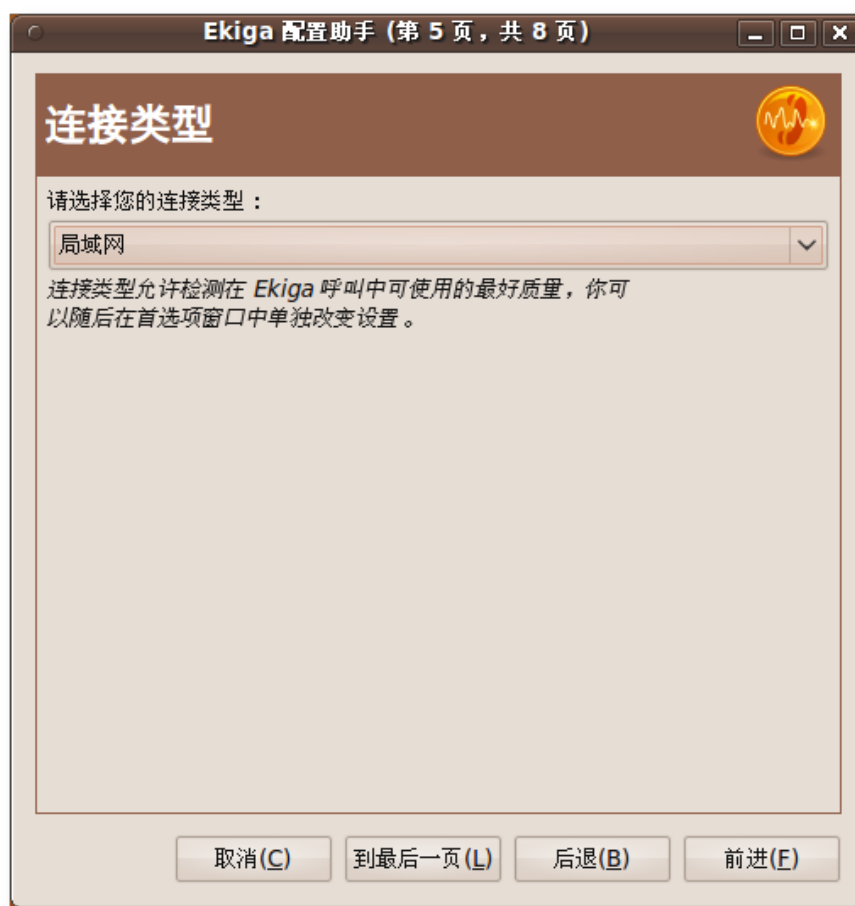 Ekiga 配置助手 (第 5 页，共 8 页)
连接类型
请选择您的连接类型：
局域网
连接类型允许检测在 Ekiga 呼叫中可使用的最好质量，你可
以随后在首选项窗口中单独改变设置。
取消(C) 到最后一页(L) 后退(B) 前进(F)